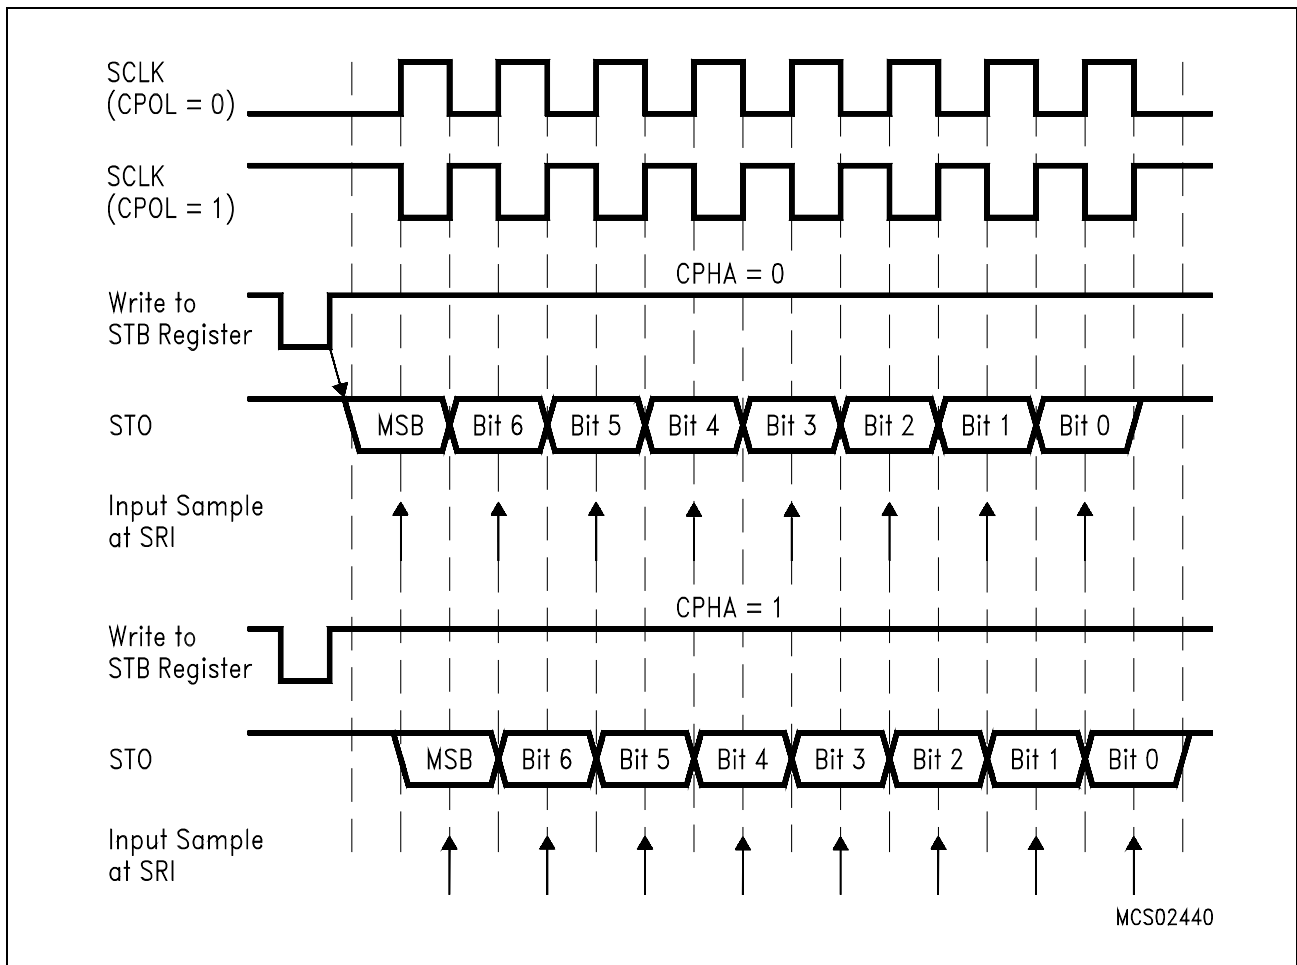 SCLK
(CPOL = 0)
SCLK
(CPOL = 1)
CPHA = 0
Write to
STB Register
STO
MSB Bit 6 Bit 5 Bit 4 Bit 3 Bit 2 Bit 1 Bit 0
Input Sample
at SRI
CPHA = 1
Write to
STB Register
STO
MSB Bit 6 Bit 5 Bit 4 Bit 3 Bit 2 Bit 1 Bit 0
Input Sample
at SRI
MCS02440